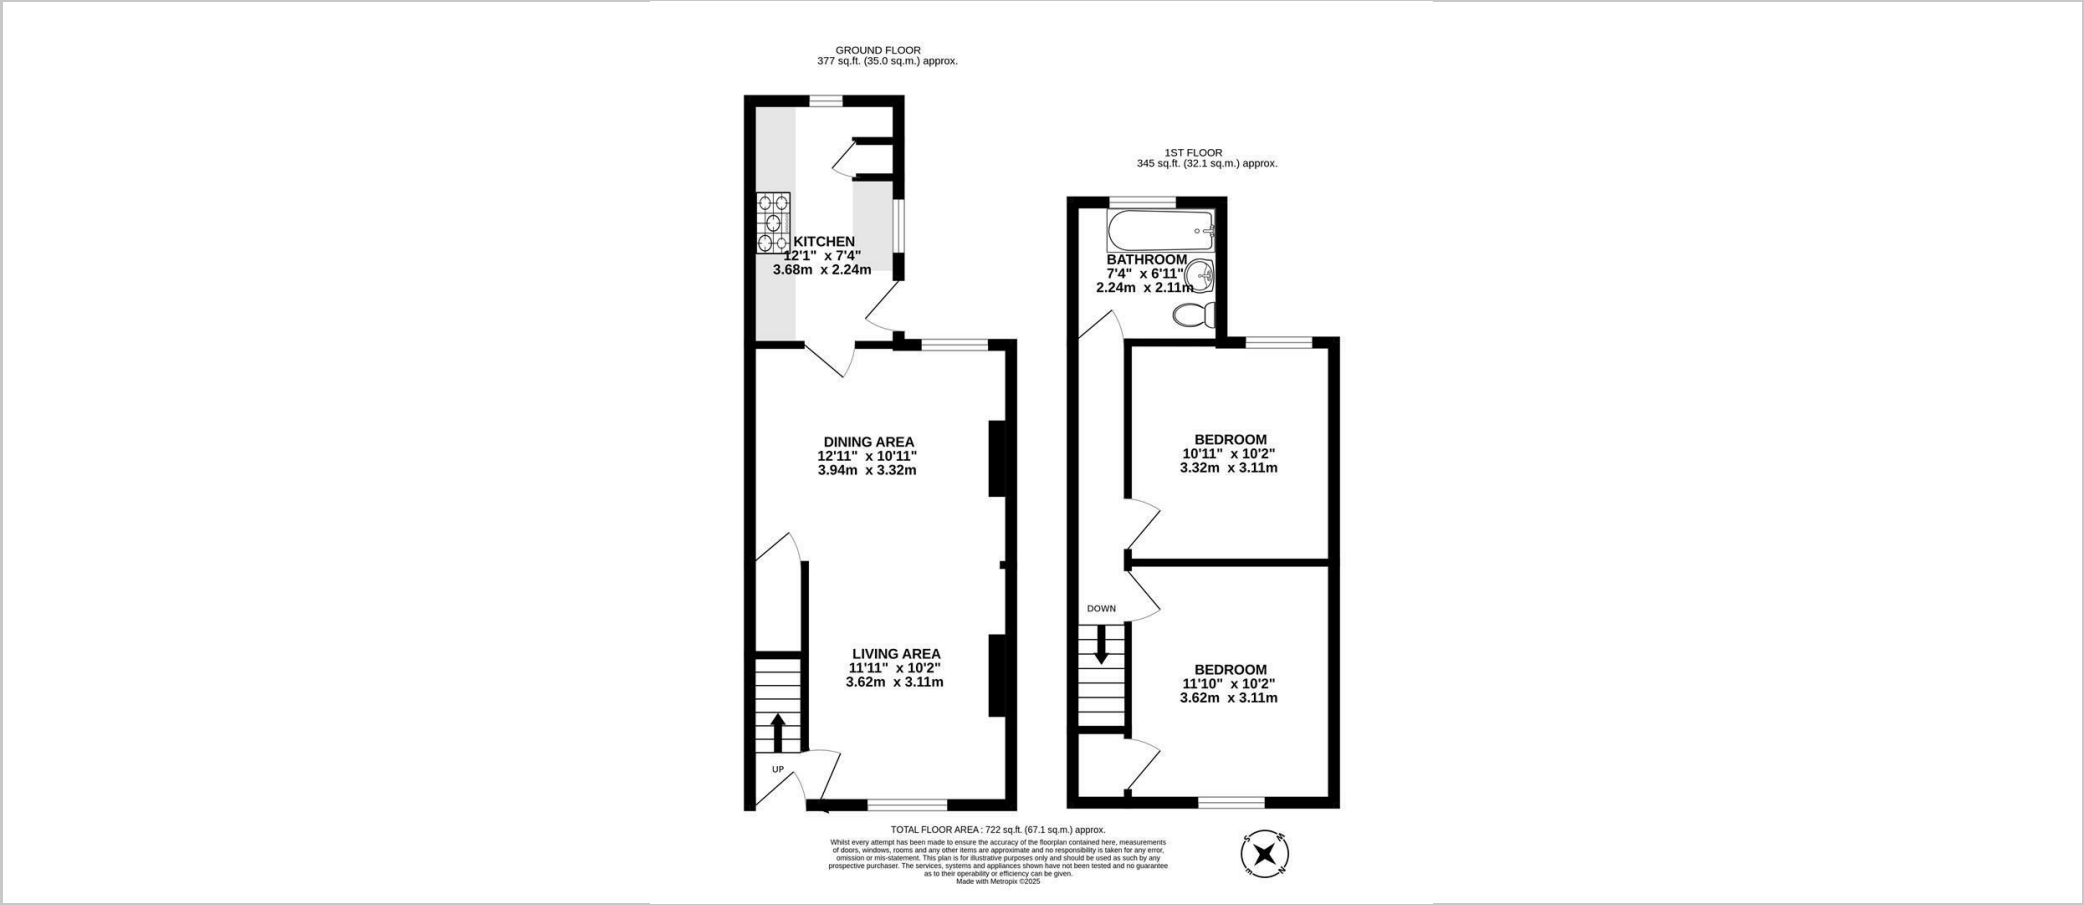 GROUND FLOOR
377 sq.ft. (35.0 sq.m.) approx.
KITCHEN
12'1" x 7'4"
3.68m x 2.24m
DINING AREA
12'11" x 10'11"
3.94m x 3.32m
LIVING AREA
11'11" x 10'2"
3.62m x 3.11m
UP
1ST FLOOR
345 sq.ft. (32.1 sq.m.) approx.
BATHROOM
7'4" x 6'11"
2.24m x 2.11m
BEDROOM
10'11" x 10'2"
3.32m x 3.11m
DOWN
BEDROOM
11'10" x 10'2"
3.62m x 3.11m
TOTAL FLOOR AREA : 722 sq.ft. (67.1 sq.m.) approx.
Whilst every attempt has been made to ensure the accuracy of the floorplan contained here, measurements
of doors, windows, rooms and any other items are approximate and no responsibility is taken for any error,
omission or mis-statement. This plan is for illustrative purposes only and should be used as such by any
prospective purchaser. The services, systems and appliances shown have not been tested and no guarantee
as to their operability or efficiency can be given.
Made with Metropix ©2025
S
W
E
N